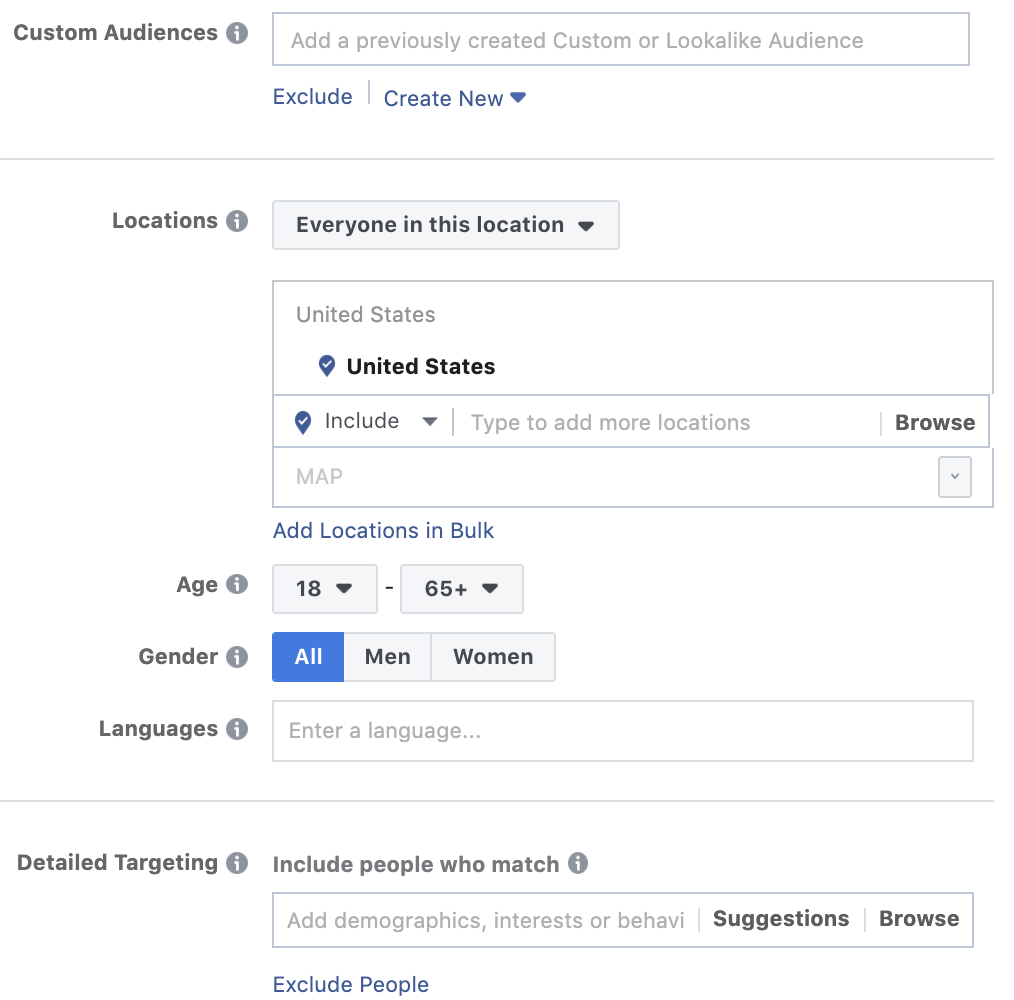 Custom Audiences
Add a previously created Custom or Lookalike Audience
Exclude
Create New
Locations
Everyone in this location
United States
United States
Include
Type to add more locations
Browse
MAP
Add Locations in Bulk
Age
18 - 65+
Gender
All Men Women
Languages
Enter a language...
Detailed Targeting
Include people who match
Add demographics, interests or behavi
Suggestions
Browse
Exclude People